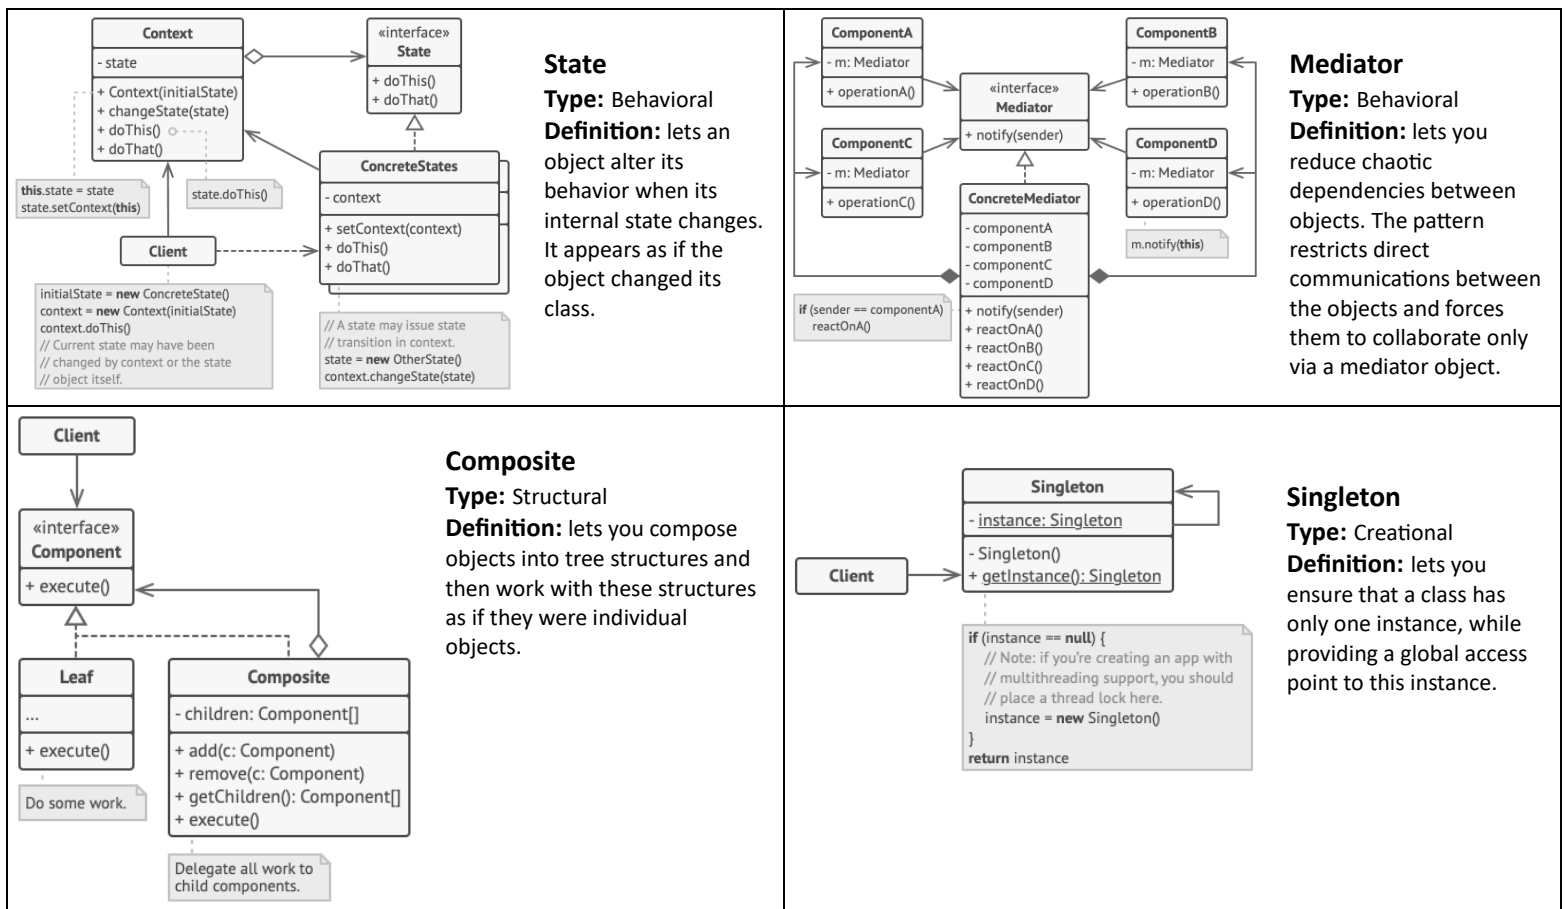 Context
- state
+ Context(initialState)
+ changeState(state)
+ doThis()
+ doThat()
«interface»
State
+ doThis()
+ doThat()
this.state = state
state.setContext(this)
state.doThis()
ConcreteStates
- context
+ setContext(context)
+ doThis()
+ doThat()
Client
initialState = new ConcreteState()
context = new Context(initialState)
context.doThis()
// Current state may have been
// changed by context or the state
// object itself.
// A state may issue state
// transition in context.
state = new OtherState()
context.changeState(state)
State
Type: Behavioral
Definition: lets an
object alter its
behavior when its
internal state changes.
It appears as if the
object changed its
class.
ComponentA
- m: Mediator
+ operationA()
ComponentB
- m: Mediator
+ operationB()
«interface»
Mediator
+ notify(sender)
ComponentC
- m: Mediator
+ operationC()
ComponentD
- m: Mediator
+ operationD()
m.notify(this)
ConcreteMediator
- componentA
- componentB
- componentC
- componentD
+ notify(sender)
+ reactOnA()
+ reactOnB()
+ reactOnC()
+ reactOnD()
if (sender == componentA)
reactOnA()
Mediator
Type: Behavioral
Definition: lets you
reduce chaotic
dependencies between
objects. The pattern
restricts direct
communications between
the objects and forces
them to collaborate only
via a mediator object.
Client
«interface»
Component
+ execute()
Leaf
...
+ execute()
Do some work.
Composite
- children: Component[]
+ add(c: Component)
+ remove(c: Component)
+ getChildren(): Component[]
+ execute()
Delegate all work to
child components.
Composite
Type: Structural
Definition: lets you compose
objects into tree structures and
then work with these structures
as if they were individual
objects.
Client
Singleton
- instance: Singleton
- Singleton()
+ getInstance(): Singleton
if (instance == null) {
// Note: if you're creating an app with
// multithreading support, you should
// place a thread lock here.
instance = new Singleton()
}
return instance
Singleton
Type: Creational
Definition: lets you
ensure that a class has
only one instance, while
providing a global access
point to this instance.